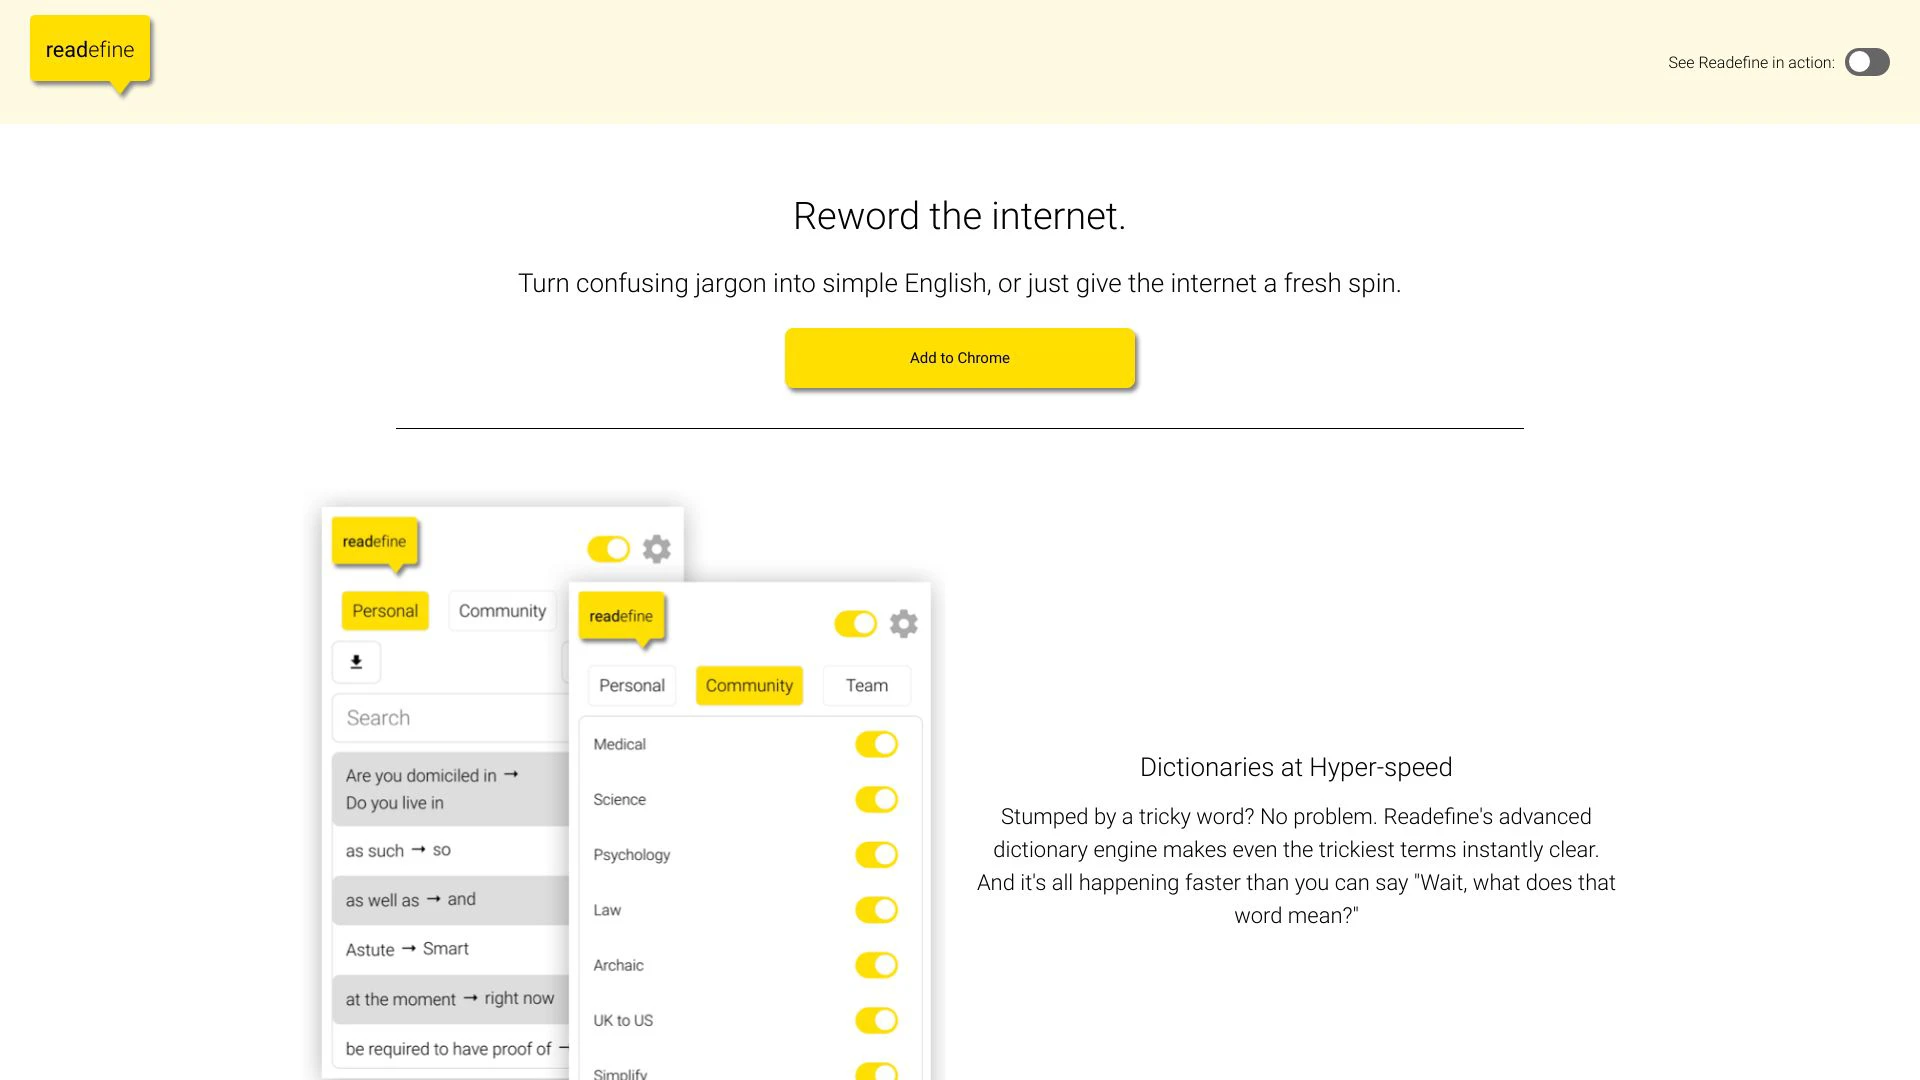 readefine
See Readefine in action:
Reword the internet.
Turn confusing jargon into simple English, or just give the internet a fresh spin.
Add to Chrome
readefine
Personal
Community
Search
Are you domiciled in →
Do you live in
as such → so
as well as → and
Astute → Smart
at the moment → right now
be required to have proof of →
readefine
Personal
Community
Team
Medical
Science
Psychology
Law
Archaic
UK to US
Simplify
Dictionaries at Hyper-speed
Stumped by a tricky word? No problem. Readefine's advanced
dictionary engine makes even the trickiest terms instantly clear.
And it's all happening faster than you can say "Wait, what does that
word mean?"